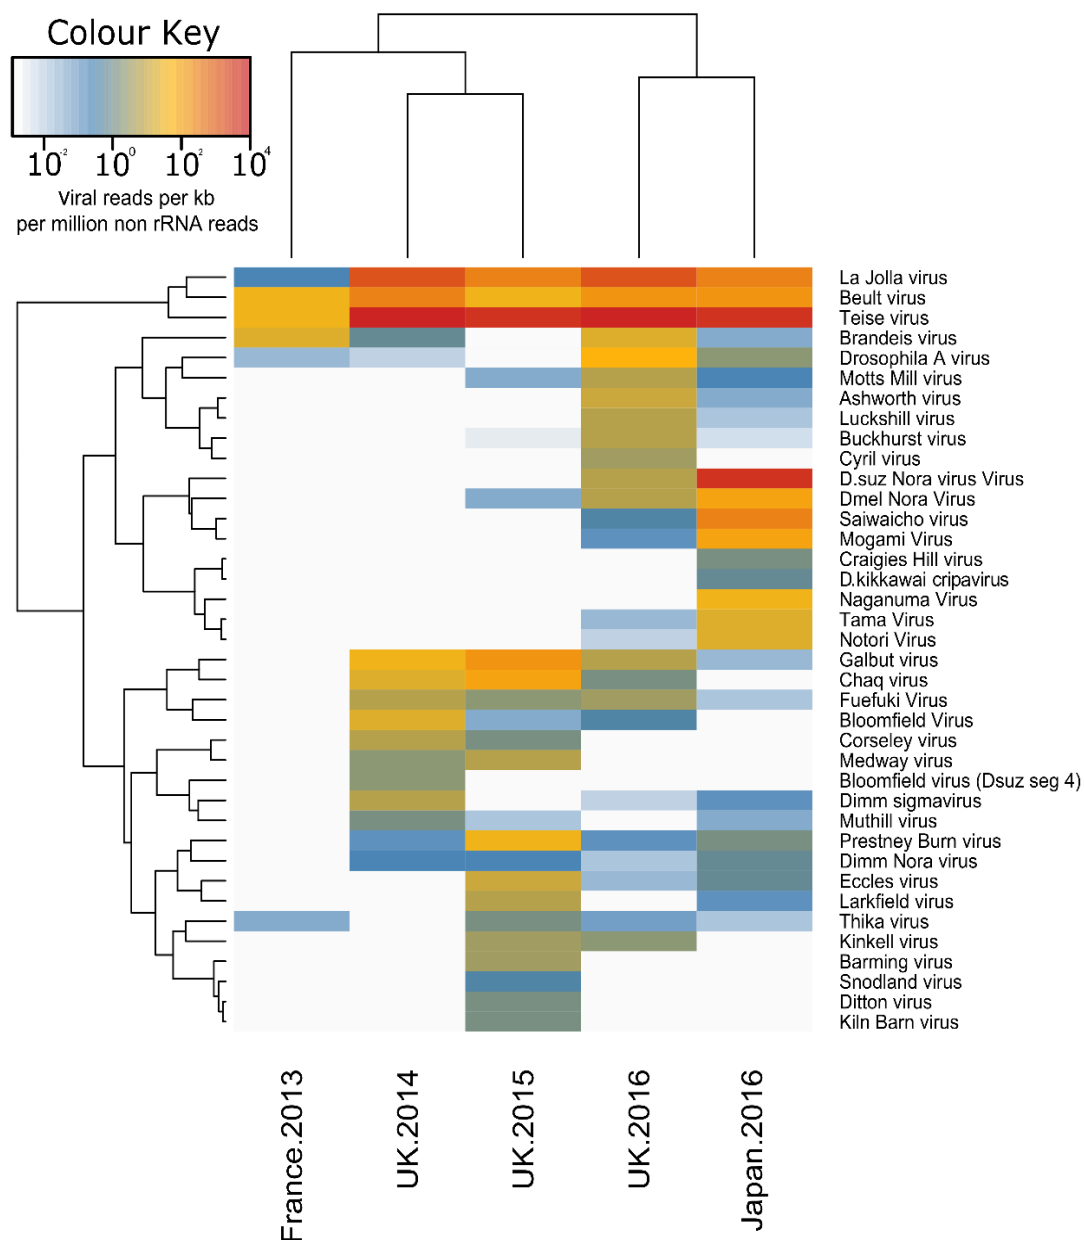 Colour Key
10-2 100 102 104
Viral reads per kb
per million non rRNA reads
La Jolla virus
Beult virus
Teise virus
Brandeis virus
Drosophila A virus
Motts Mill virus
Ashworth virus
Luckshill virus
Buckhurst virus
Cyril virus
D.suz Nora virus Virus
Dmel Nora Virus
Saiwaicho virus
Mogami Virus
Craigies Hill virus
D.kikkawai cripavirus
Naganuma Virus
Tama Virus
Notori Virus
Galbut virus
Chaq virus
Fuefuki Virus
Bloomfield Virus
Corseley virus
Medway virus
Bloomfield virus (Dsuz seg 4)
Dimm sigmavirus
Muthill virus
Prestney Burn virus
Dimm Nora virus
Eccles virus
Larkfield virus
Thika virus
Kinkell virus
Barming virus
Snodland virus
Ditton virus
Kiln Barn virus
France.2013
UK.2014
UK.2015
UK.2016
Japan.2016